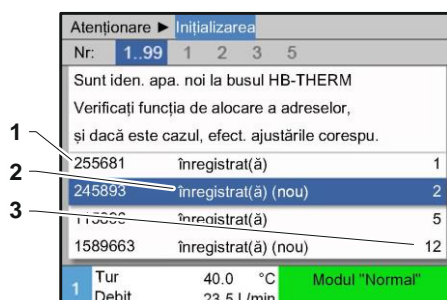 Atenționare ► Inițializarea
Nr: 1..99 1 2 3 5
Sunt iden. apa. noi la busul HB-THERM
Verificați funcția de alocare a adreselor,
și dacă este cazul, efect. ajustările corespu.
1
255681 înregistrat(ă) 1
2
245893 înregistrat(ă) (nou) 2
3
înregistrat(ă) 5
1589663 înregistrat(ă) (nou) 12
1 Tur 40.0 °C Modul "Normal"
Debit 23.5 L/min